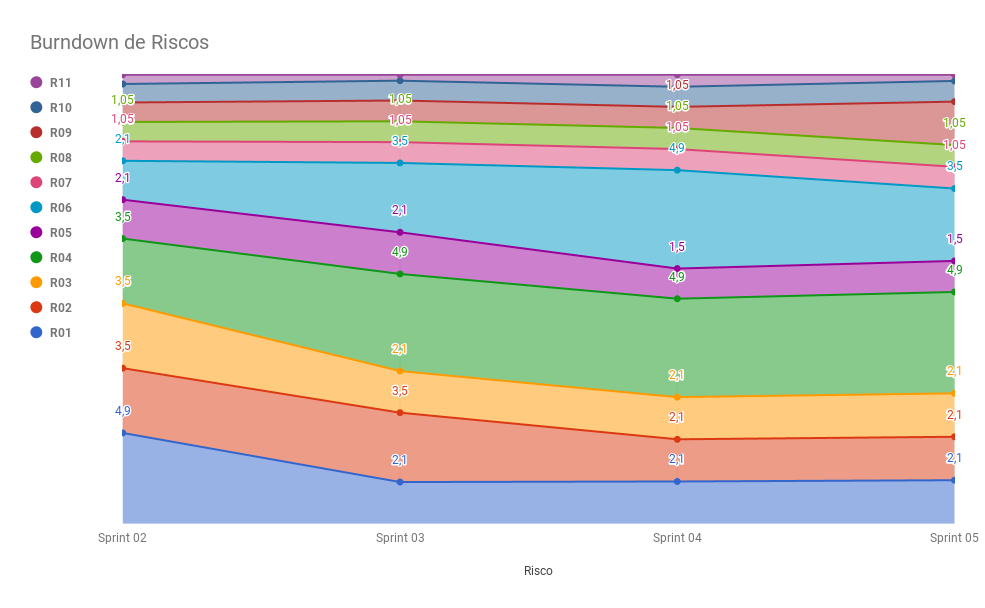 Burndown de Riscos
R11
R10
R09
R08
R07
R06
R05
R04
R03
R02
R01
1,05
1,05
2,1
2,1
3,5
3,5
3,5
4,9
1,05
1,05
3,5
2,1
4,9
2,1
3,5
2,1
1,05
1,05
1,05
4,9
1,5
4,9
2,1
2,1
2,1
1,05
1,05
3,5
1,5
4,9
2,1
2,1
2,1
Sprint 02 Sprint 03 Sprint 04 Sprint 05
Risco